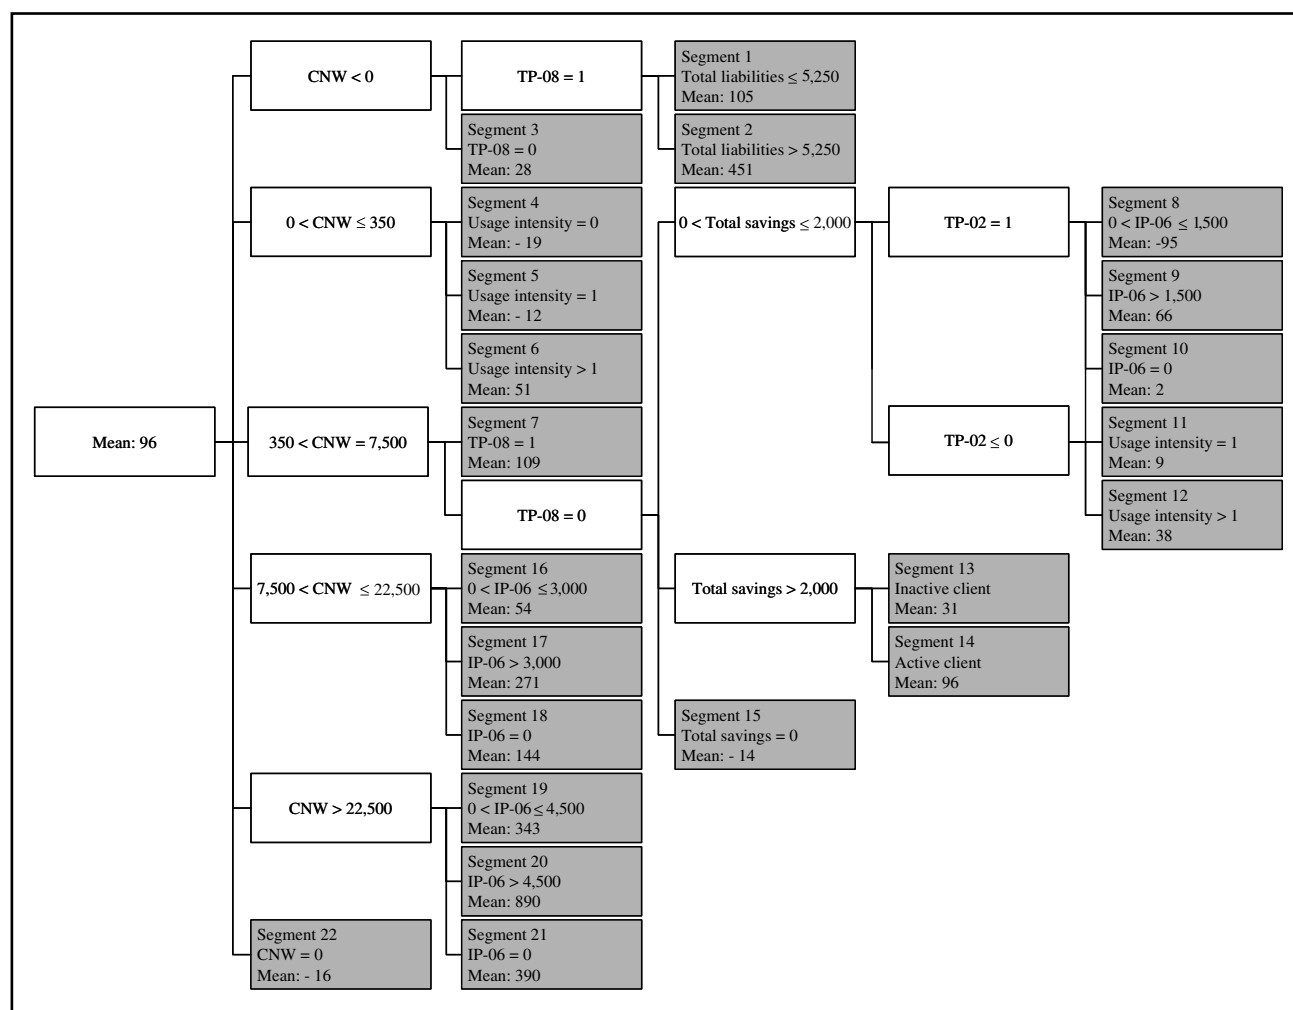 Mean: 96
CNW < 0
TP-08 = 1
Segment 1
Total liabilities ≤ 5,250
Mean: 105
Segment 2
Total liabilities > 5,250
Mean: 451
Segment 3
TP-08 = 0
Mean: 28
0 < CNW ≤ 350
Segment 4
Usage intensity = 0
Mean: - 19
Segment 5
Usage intensity = 1
Mean: - 12
Segment 6
Usage intensity > 1
Mean: 51
350 < CNW = 7,500
Segment 7
TP-08 = 1
Mean: 109
TP-08 = 0
0 < Total savings ≤ 2,000
TP-02 = 1
Segment 8
0 < IP-06 ≤ 1,500
Mean: -95
Segment 9
IP-06 > 1,500
Mean: 66
Segment 10
IP-06 = 0
Mean: 2
TP-02 ≤ 0
Segment 11
Usage intensity = 1
Mean: 9
Segment 12
Usage intensity > 1
Mean: 38
Total savings > 2,000
Segment 13
Inactive client
Mean: 31
Segment 14
Active client
Mean: 96
Segment 15
Total savings = 0
Mean: - 14
7,500 < CNW ≤ 22,500
Segment 16
0 < IP-06 ≤ 3,000
Mean: 54
Segment 17
IP-06 > 3,000
Mean: 271
Segment 18
IP-06 = 0
Mean: 144
CNW > 22,500
Segment 19
0 < IP-06 ≤ 4,500
Mean: 343
Segment 20
IP-06 > 4,500
Mean: 890
Segment 21
IP-06 = 0
Mean: 390
Segment 22
CNW = 0
Mean: - 16